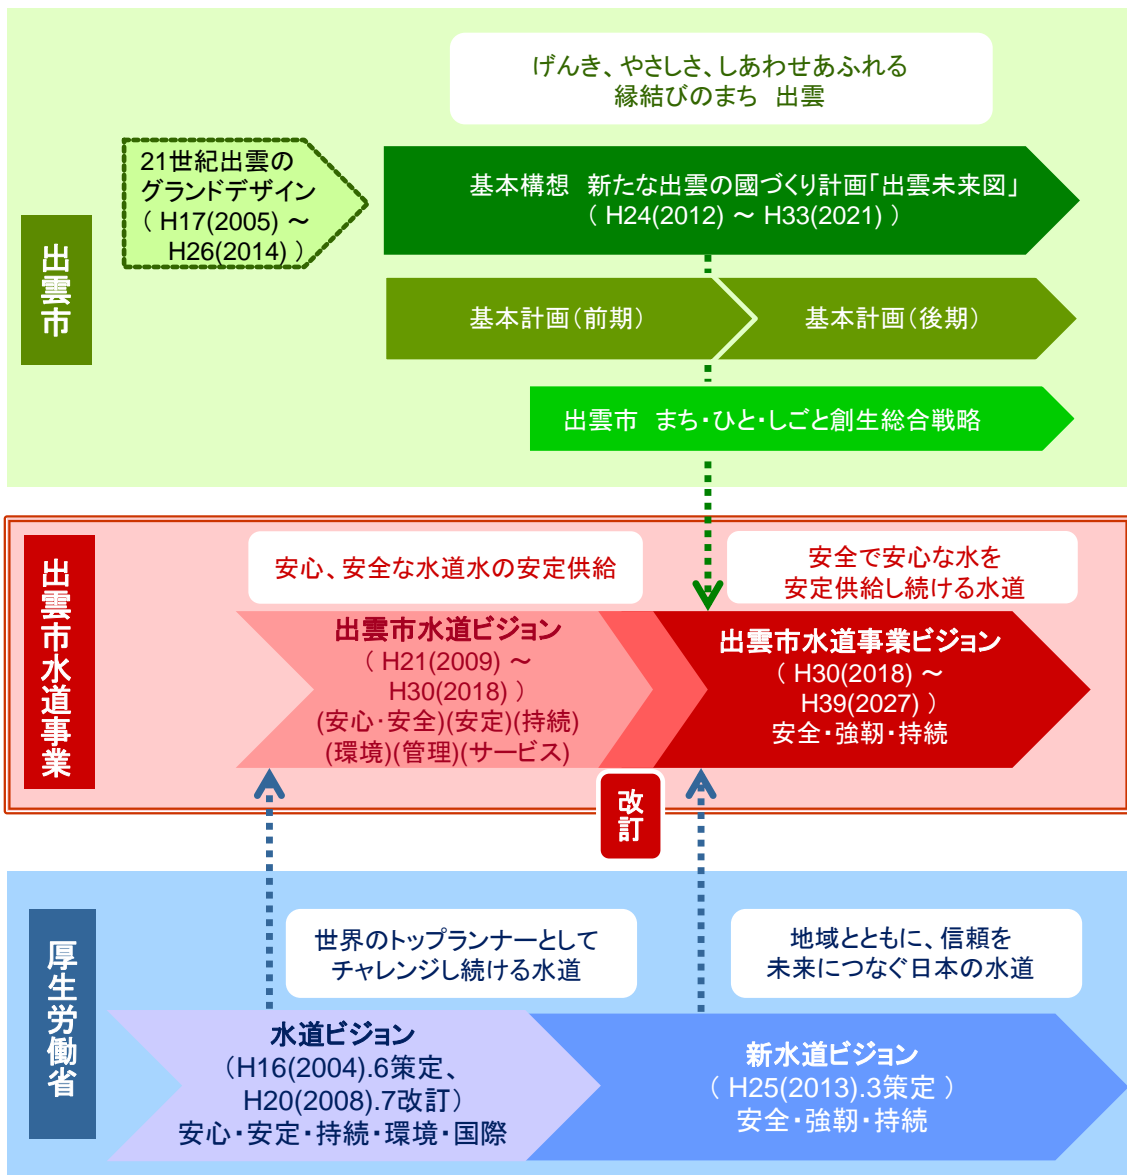 げんき、やさしさ、しあわせあふれる
縁結びのまち　出雲
21世紀出雲の
グランドデザイン
（ H17(2005) ～
H26(2014) ）
基本構想　新たな出雲の國づくり計画「出雲未来図」
（ H24(2012) ～ H33(2021) ）
出雲市
基本計画（前期）
基本計画（後期）
出雲市　まち・ひと・しごと創生総合戦略
出雲市水道事業
安心、安全な水道水の安定供給
安全で安心な水を
安定供給し続ける水道
出雲市水道ビジョン
（ H21(2009) ～
H30(2018) ）
(安心・安全)(安定)(持続)
(環境)(管理)(サービス)
出雲市水道事業ビジョン
（ H30(2018) ～
H39(2027) ）
安全・強靭・持続
改訂
厚生労働省
世界のトップランナーとして
チャレンジし続ける水道
地域とともに、信頼を
未来につなぐ日本の水道
水道ビジョン
（H16(2004).6策定、
H20(2008).7改訂）
安心・安定・持続・環境・国際
新水道ビジョン
（ H25(2013).3策定 ）
安全・強靭・持続